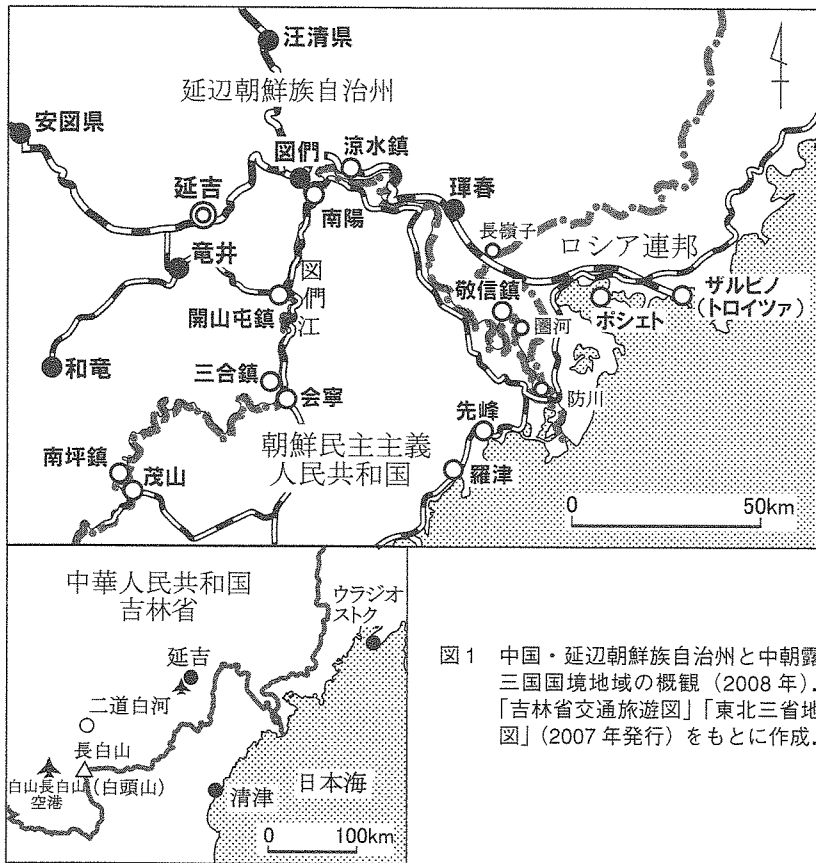 汪清県
延辺朝鮮族自治州
安図県
図們
涼水鎮
延吉
南陽
琿春
長嶺子
ロシア連邦
竜井
図們江
開山屯鎮
敬信鎮
圏河
ポシェト
ザルビノ
(トロイツァ)
和竜
三合鎮
会寧
防川
先峰
朝鮮民主主義
人民共和国
羅津
南坪鎮
茂山
0 50km
中華人民共和国
吉林省
ウラジオ
ストク
延吉
二道白河
長白山
(白頭山)
白山長白山
空港
清津
日本海
0 100km
図1 中国・延辺朝鮮族自治州と中朝露
三国国境地域の概観(2008年).
「吉林省交通旅遊図」「東北三省地
図」(2007年発行)をもとに作成.